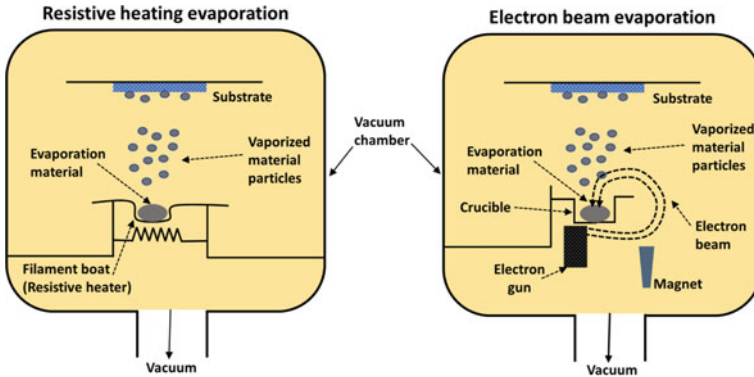 Resistive heating evaporation
Substrate
Evaporation
material
Vaporized
material
particles
Filament boat
(Resistive heater)
Vacuum
Vacuum
chamber
Electron beam evaporation
Substrate
Evaporation
material
Vaporized
material
particles
Crucible
Electron
beam
Electron
gun
Magnet
Vacuum